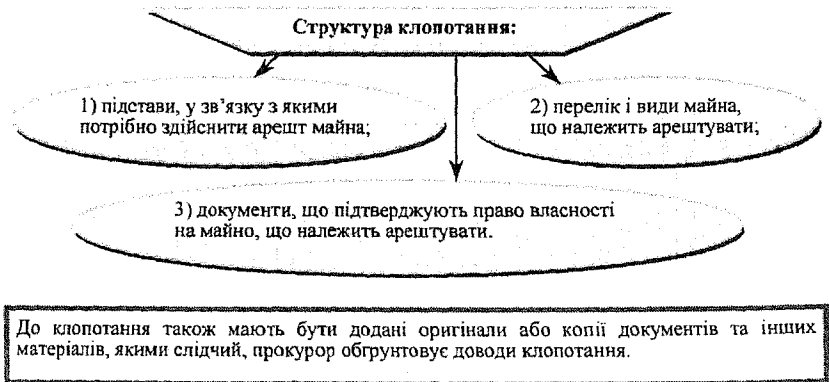 Структура клопотання:
1) підстави, у зв’язку з якими
потрібно здійснити арешт майна;
2) перелік і види майна,
що належить арештувати;
3) документи, що підтверджують право власності
на майно, що належить арештувати.
До клопотання також мають бути додані оригінали або копії документів та інших
матеріалів, якими слідчий, прокурор обгрунтовує доводи клопотання.